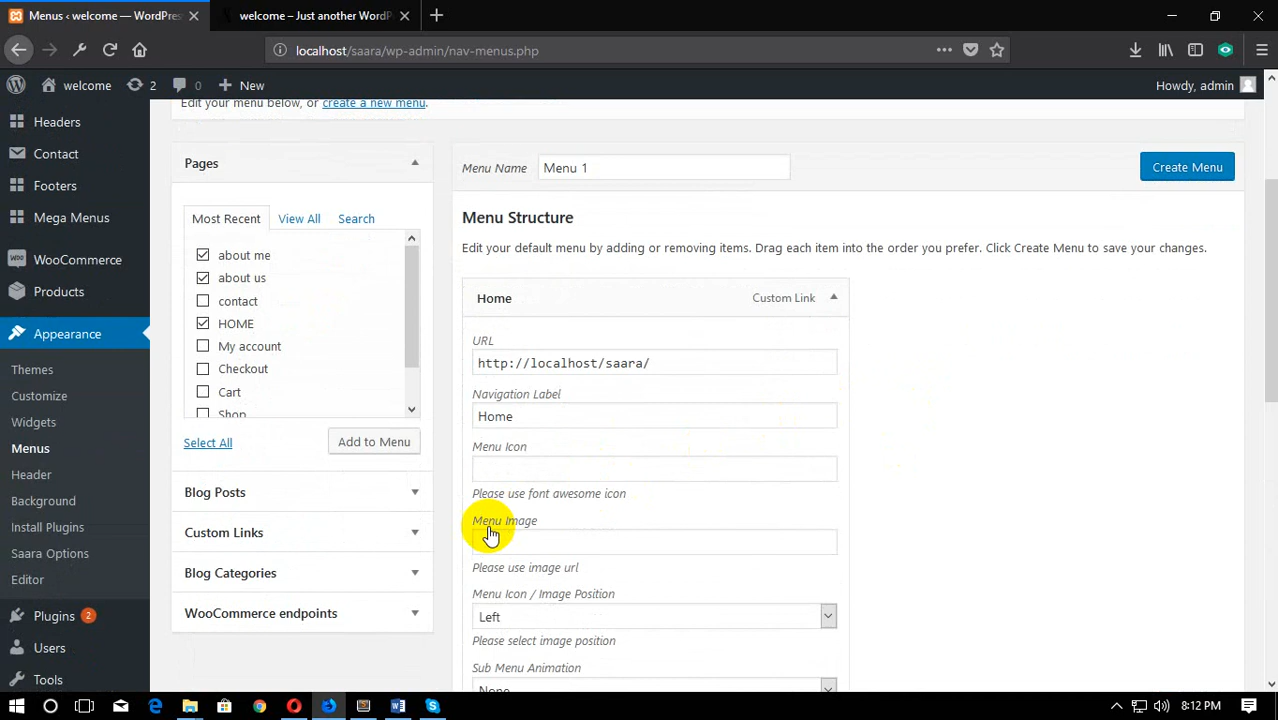 Menus ‹ welcome — WordPres
welcome – Just another WordP
localhost/saara/wp-admin/nav-menus.php
welcome
2
0
New
Howdy, admin
Headers
Contact
Footers
Mega Menus
WooCommerce
Products
Appearance
Themes
Customize
Widgets
Menus
Header
Background
Install Plugins
Saara Options
Editor
Plugins 2
Users
Tools
Edit your menu below, or create a new menu.
Pages
Most Recent
View All
Search
about me
about us
contact
HOME
My account
Checkout
Cart
Shop
Select All
Add to Menu
Blog Posts
Custom Links
Blog Categories
WooCommerce endpoints
Menu Name
Menu 1
Create Menu
Menu Structure
Edit your default menu by adding or removing items. Drag each item into the order you prefer. Click Create Menu to save your changes.
Home
Custom Link
URL
http://localhost/saara/
Navigation Label
Home
Menu Icon
Please use font awesome icon
Menu Image
Please use image url
Menu Icon / Image Position
Left
Please select image position
Sub Menu Animation
None
8:12 PM